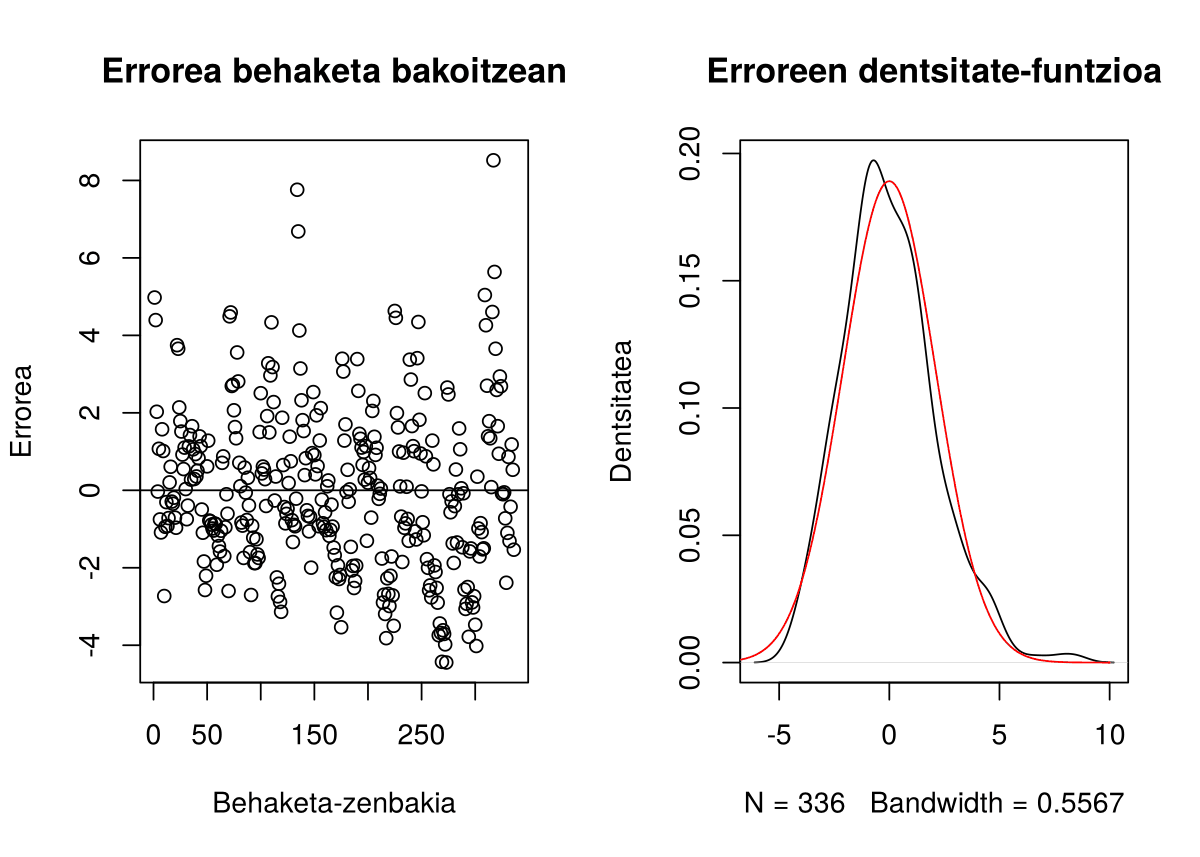 Errorea behaketa bakoitzean
Errorea
8
6
4
2
0
-2
-4
0 50 150 250
Behaketa-zenbakia
Erroreen dentsitate-funtzioa
Dentsitatea
0.20
0.15
0.10
0.05
0.00
-5 0 5 10
N = 336 Bandwidth = 0.5567